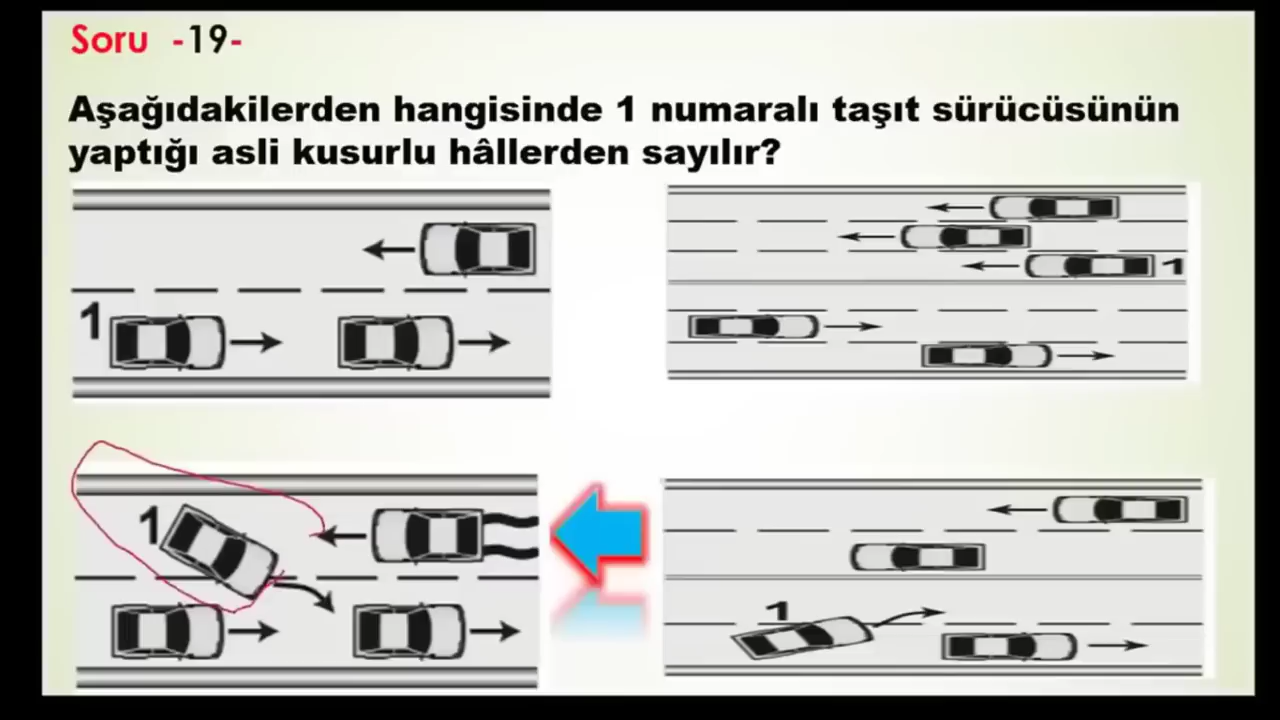 Soru -19-
Aşağıdakilerden hangisinde 1 numaralı taşıt sürücüsünün
yaptığı asli kusurlu hâllerden sayılır?
1
1
1
1